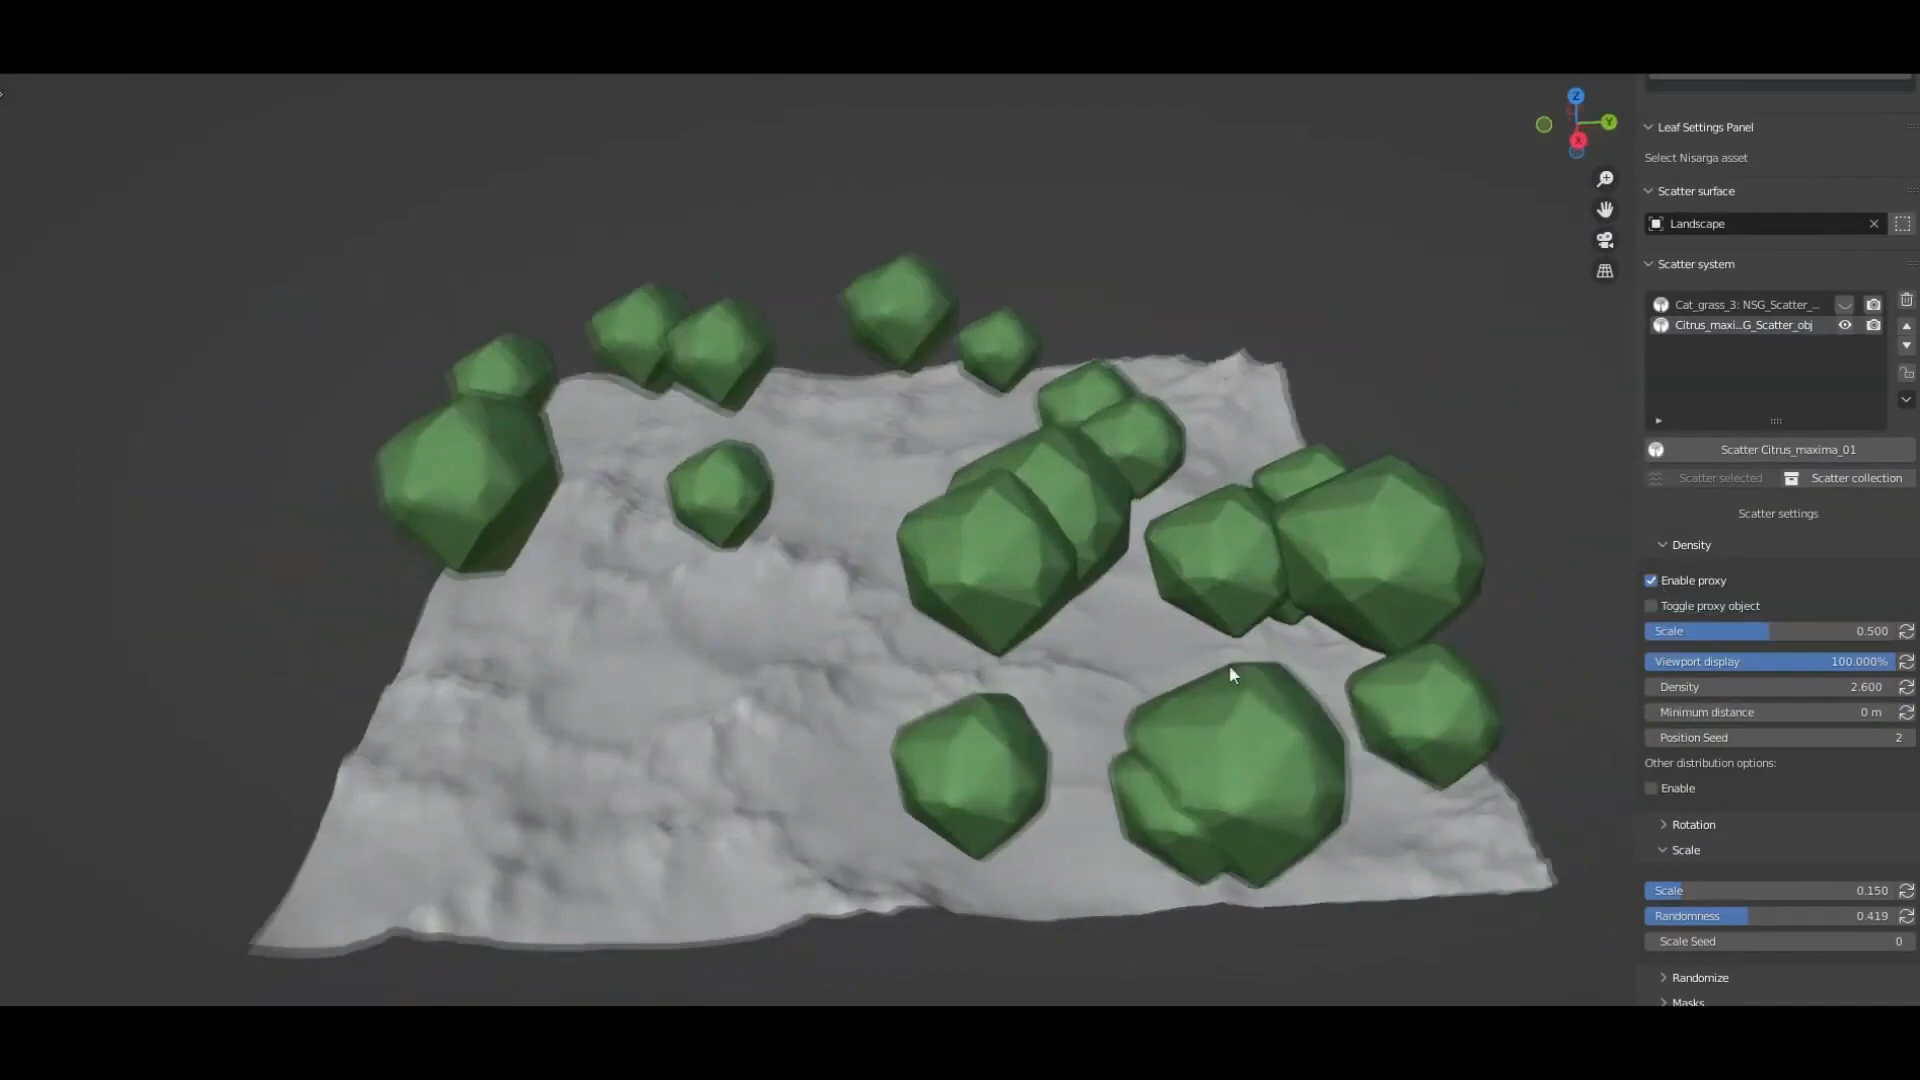 Z
Y
X
Leaf Settings Panel
Select Nisarga asset
Scatter surface
Landscape
Scatter system
Cat_grass_3: NSG_Scatter_...
Citrus_maxi...G_Scatter_obj
Scatter Citrus_maxima_01
Scatter selected Scatter collection
Scatter settings
Density
Enable proxy
Toggle proxy object
Scale 0.500
Viewport display 100.000%
Density 2.600
Minimum distance 0 m
Position Seed 2
Other distribution options:
Enable
Rotation
Scale
Scale 0.150
Randomness 0.419
Scale Seed 0
Randomize
Masks